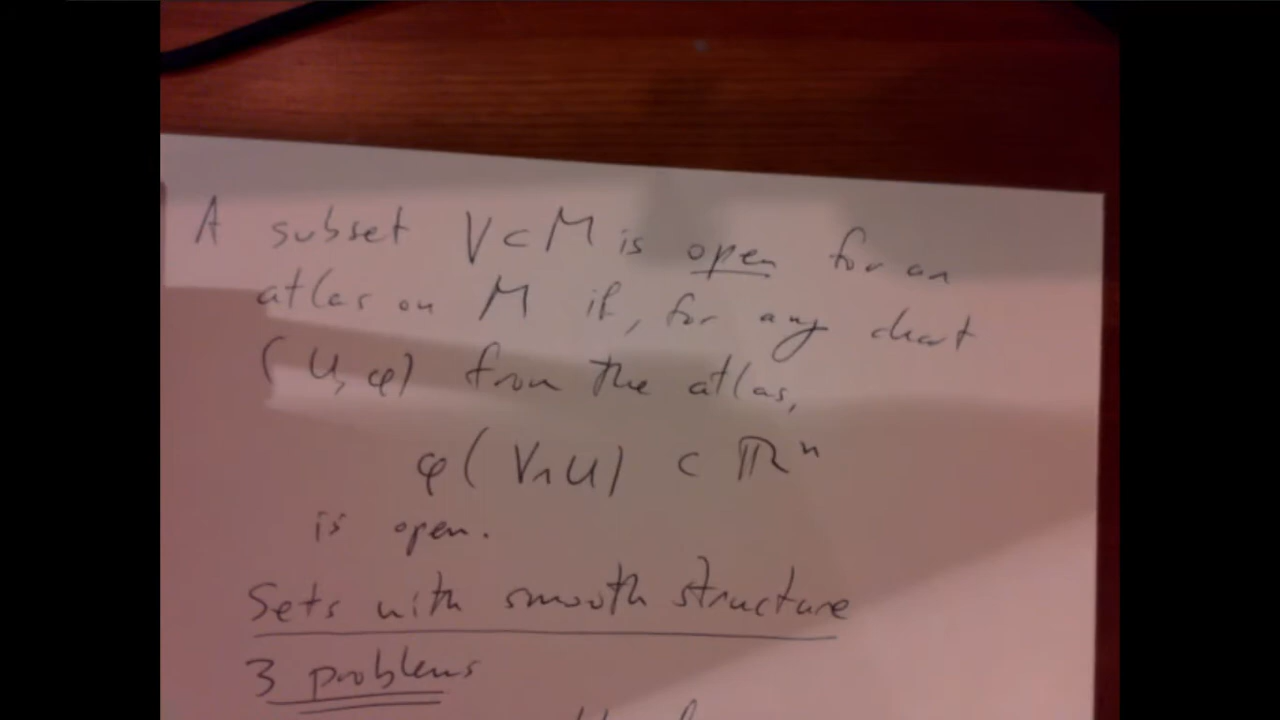 A subset V ⊂ M is open for an
atlas on M if, for any chart
(U, φ) from the atlas,
φ(V∩U) ⊂ ℝⁿ
is open.
Sets with smooth structure
3 problems